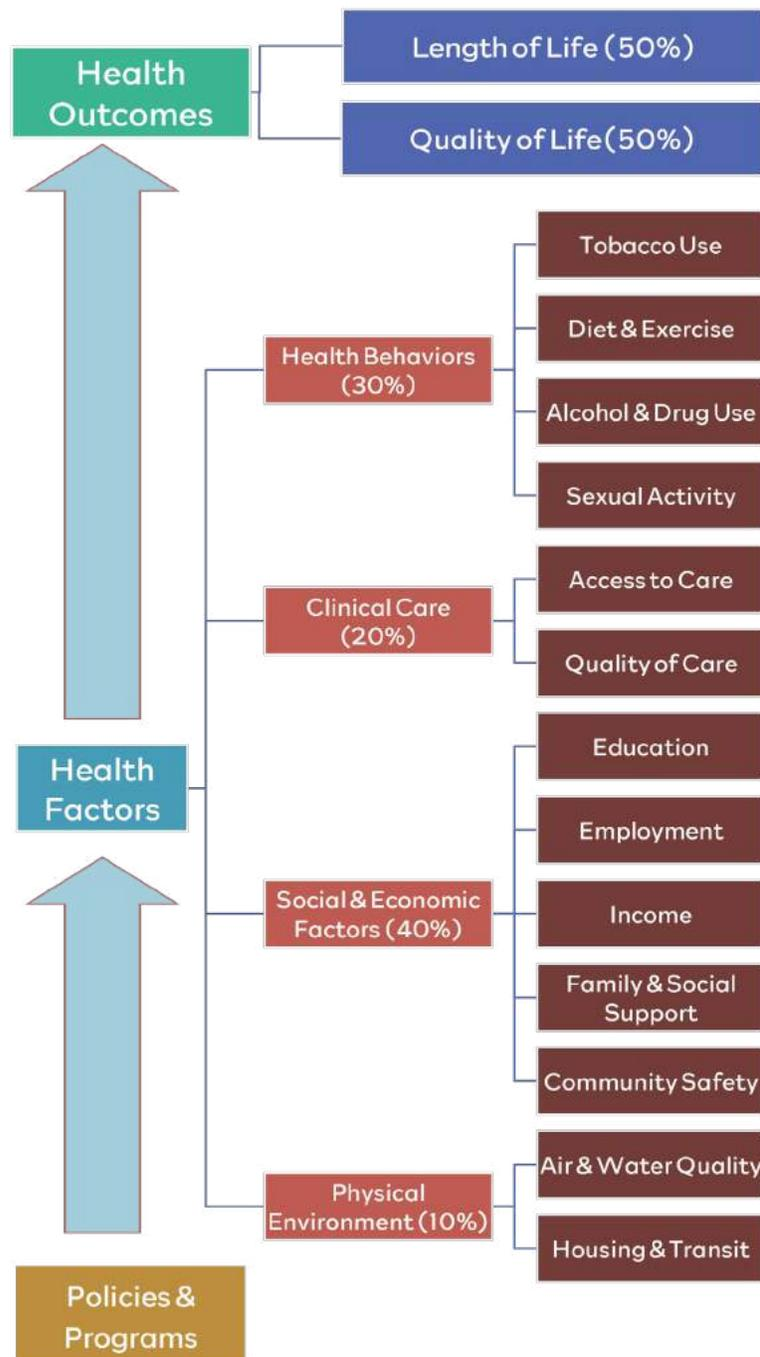 Health
Outcomes
Length of Life (50%)
Quality of Life (50%)
Tobacco Use
Diet & Exercise
Health Behaviors
(30%)
Alcohol & Drug Use
Sexual Activity
Access to Care
Clinical Care
(20%)
Quality of Care
Health
Factors
Education
Employment
Social & Economic
Factors (40%)
Income
Family & Social
Support
Community Safety
Air & Water Quality
Physical
Environment (10%)
Housing & Transit
Policies &
Programs